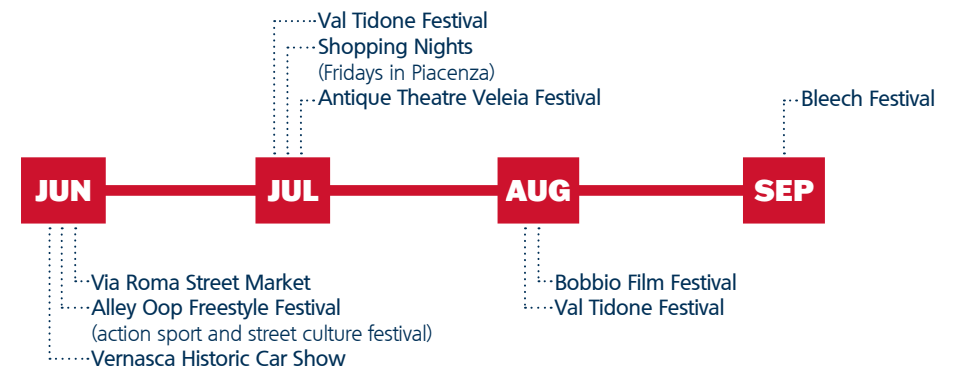 Val Tidone Festival
Shopping Nights
(Fridays in Piacenza)
Antique Theatre Veleia Festival
Bleech Festival
JUN
JUL
AUG
SEP
Via Roma Street Market
Alley Oop Freestyle Festival
(action sport and street culture festival)
Vernasca Historic Car Show
Bobbio Film Festival
Val Tidone Festival